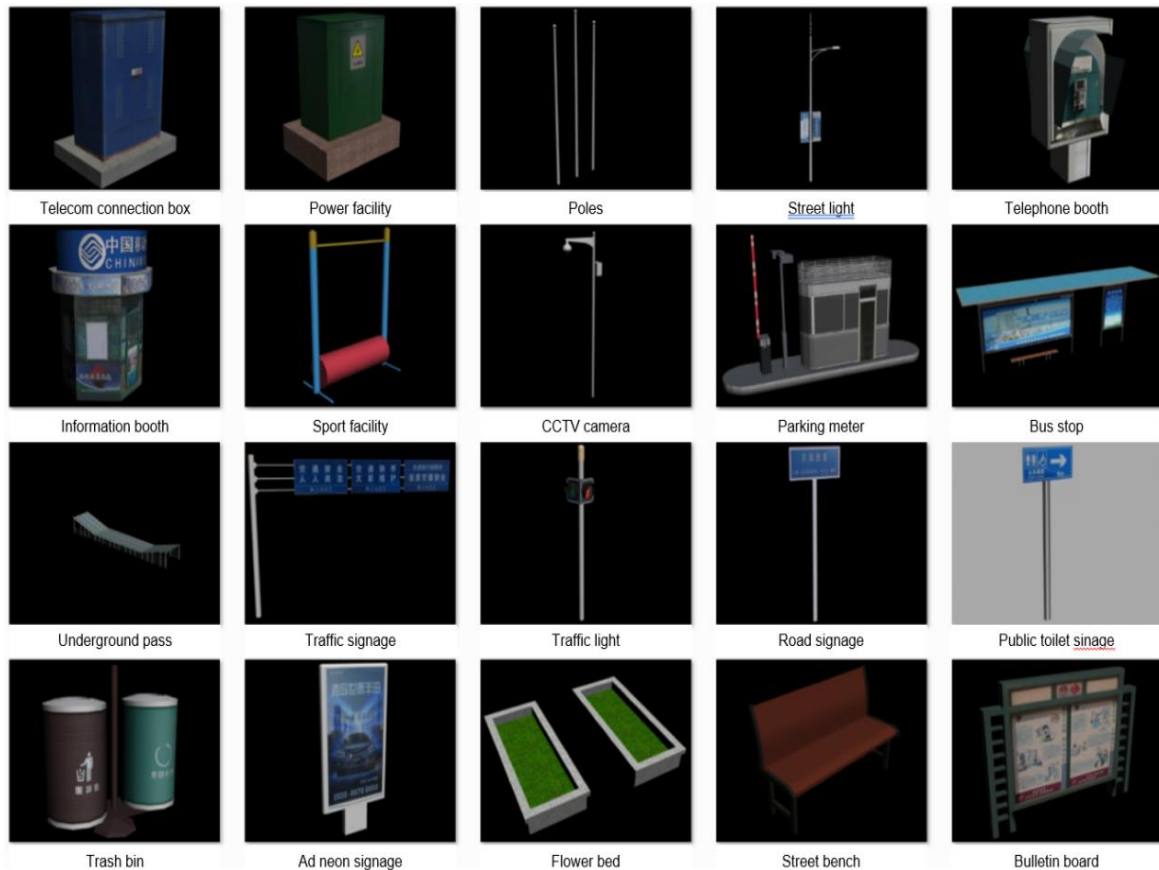 Telecom connection box
Power facility
Poles
Street light
Telephone booth
中国移动
CHINA
Information booth
Sport facility
CCTV camera
Parking meter
Bus stop
Underground pass
Traffic signage
Traffic light
Road signage
Public toilet sinage
Trash bin
Ad neon signage
Flower bed
Street bench
Bulletin board